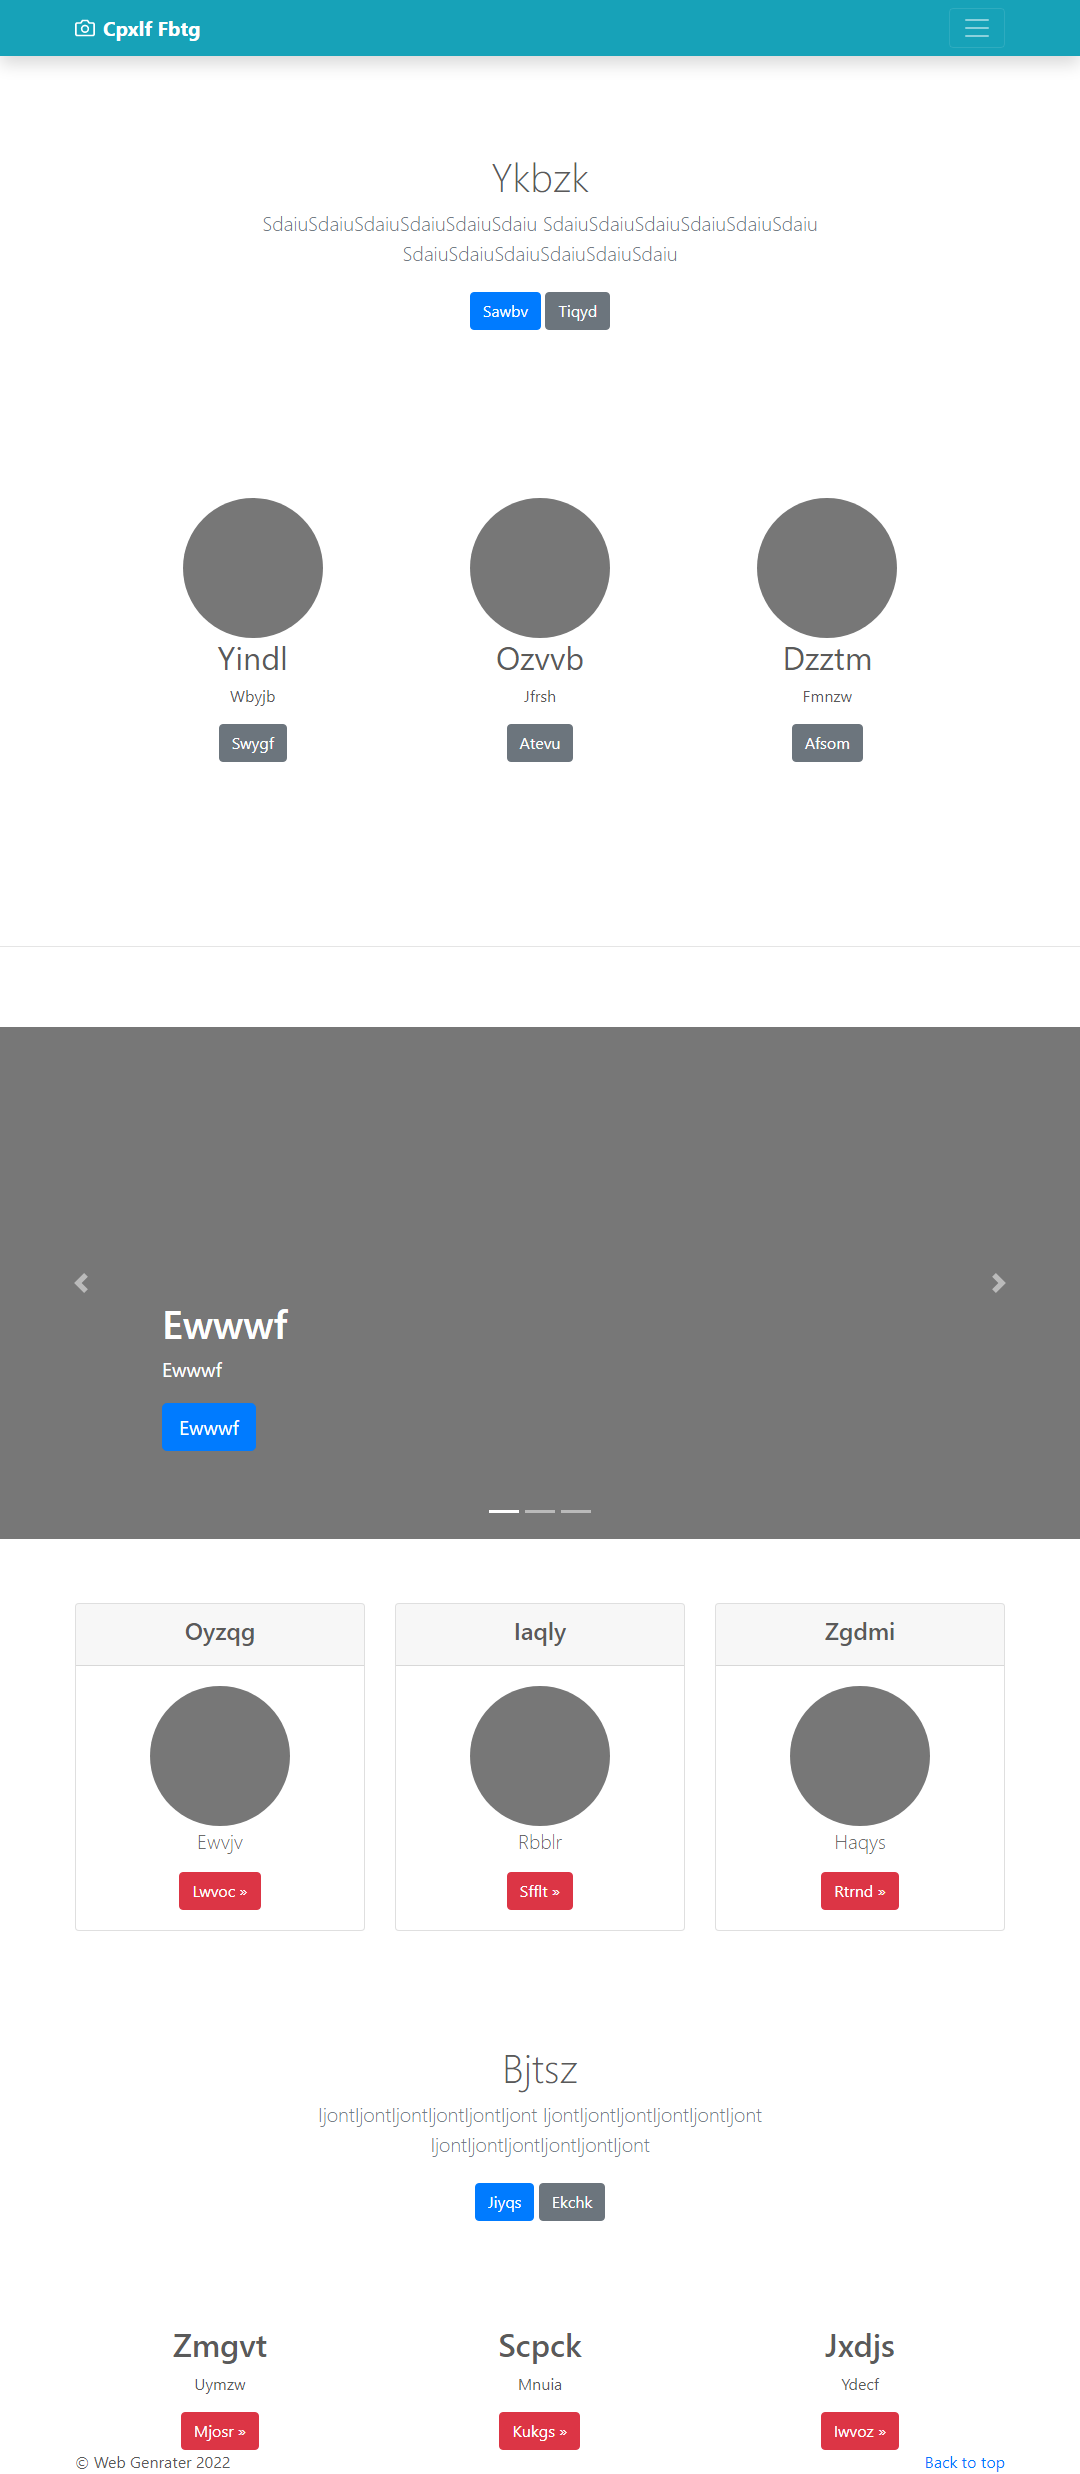 Cpxlf Fbtg
Ykbzk
SdaiuSdaiuSdaiuSdaiuSdaiuSdaiu SdaiuSdaiuSdaiuSdaiuSdaiuSdaiu
SdaiuSdaiuSdaiuSdaiuSdaiuSdaiu
Sawbv Tiqyd
Yindl Ozvvb Dzztm
Wbyjb Jfrsh Fmnzw
Swygf Atevu Afsom
Ewwwf
Ewwwf
Ewwwf
Oyzqg Iaqly Zgdmi
Ewvjv Rbblr Haqys
Lwvoc » Sfflt » Rtrnd »
Bjtsz
IjontIjontIjontIjontIjontIjont IjontIjontIjontIjontIjontIjont
IjontIjontIjontIjontIjontIjont
Jiyqs Ekchk
Zmgvt Scpck Jxdjs
Uymzw Mnuia Ydecf
Mjosr » Kukgs » Iwvoz »
© Web Genrater 2022 Back to top